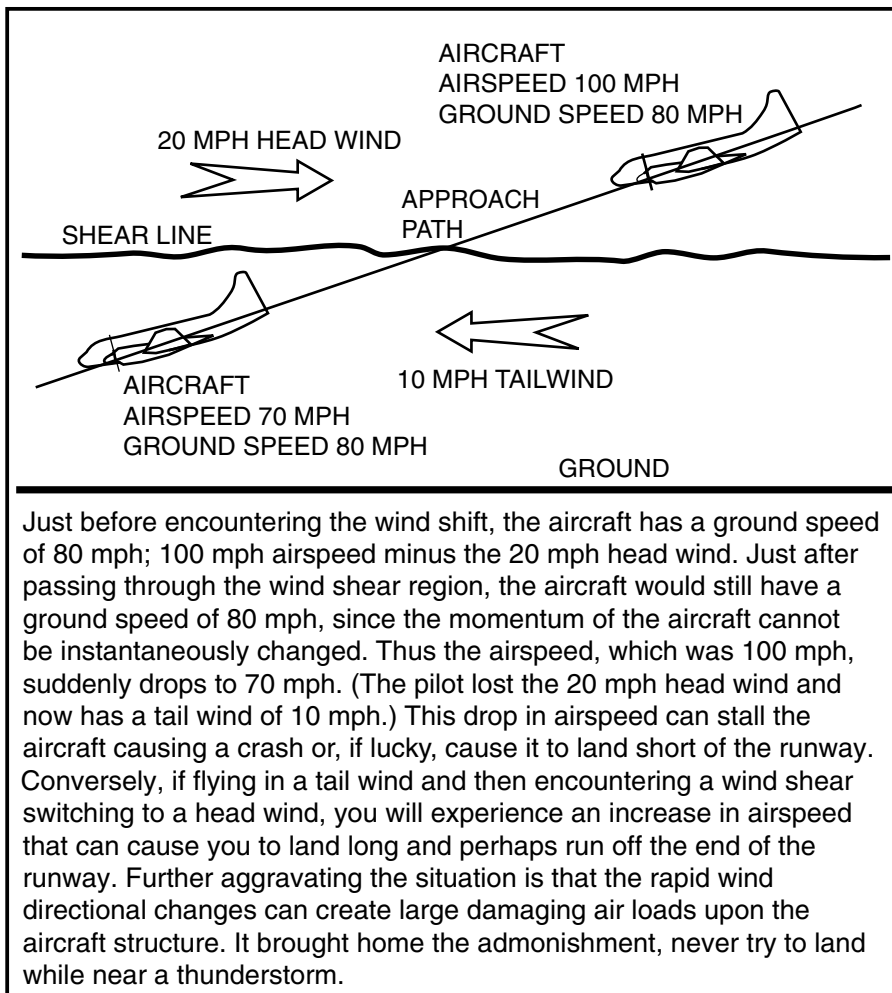 AIRCRAFT
AIRSPEED 100 MPH
GROUND SPEED 80 MPH
20 MPH HEAD WIND
APPROACH
PATH
SHEAR LINE
10 MPH TAILWIND
AIRCRAFT
AIRSPEED 70 MPH
GROUND SPEED 80 MPH
GROUND
Just before encountering the wind shift, the aircraft has a ground speed
of 80 mph; 100 mph airspeed minus the 20 mph head wind. Just after
passing through the wind shear region, the aircraft would still have a
ground speed of 80 mph, since the momentum of the aircraft cannot
be instantaneously changed. Thus the airspeed, which was 100 mph,
suddenly drops to 70 mph. (The pilot lost the 20 mph head wind and
now has a tail wind of 10 mph.) This drop in airspeed can stall the
aircraft causing a crash or, if lucky, cause it to land short of the runway.
Conversely, if flying in a tail wind and then encountering a wind shear
switching to a head wind, you will experience an increase in airspeed
that can cause you to land long and perhaps run off the end of the
runway. Further aggravating the situation is that the rapid wind
directional changes can create large damaging air loads upon the
aircraft structure. It brought home the admonishment, never try to land
while near a thunderstorm.